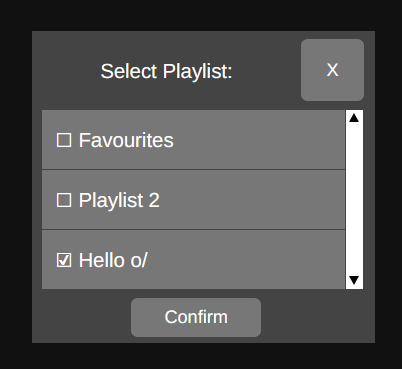 Select Playlist:
X
☐ Favourites
☐ Playlist 2
☑ Hello o/
Confirm